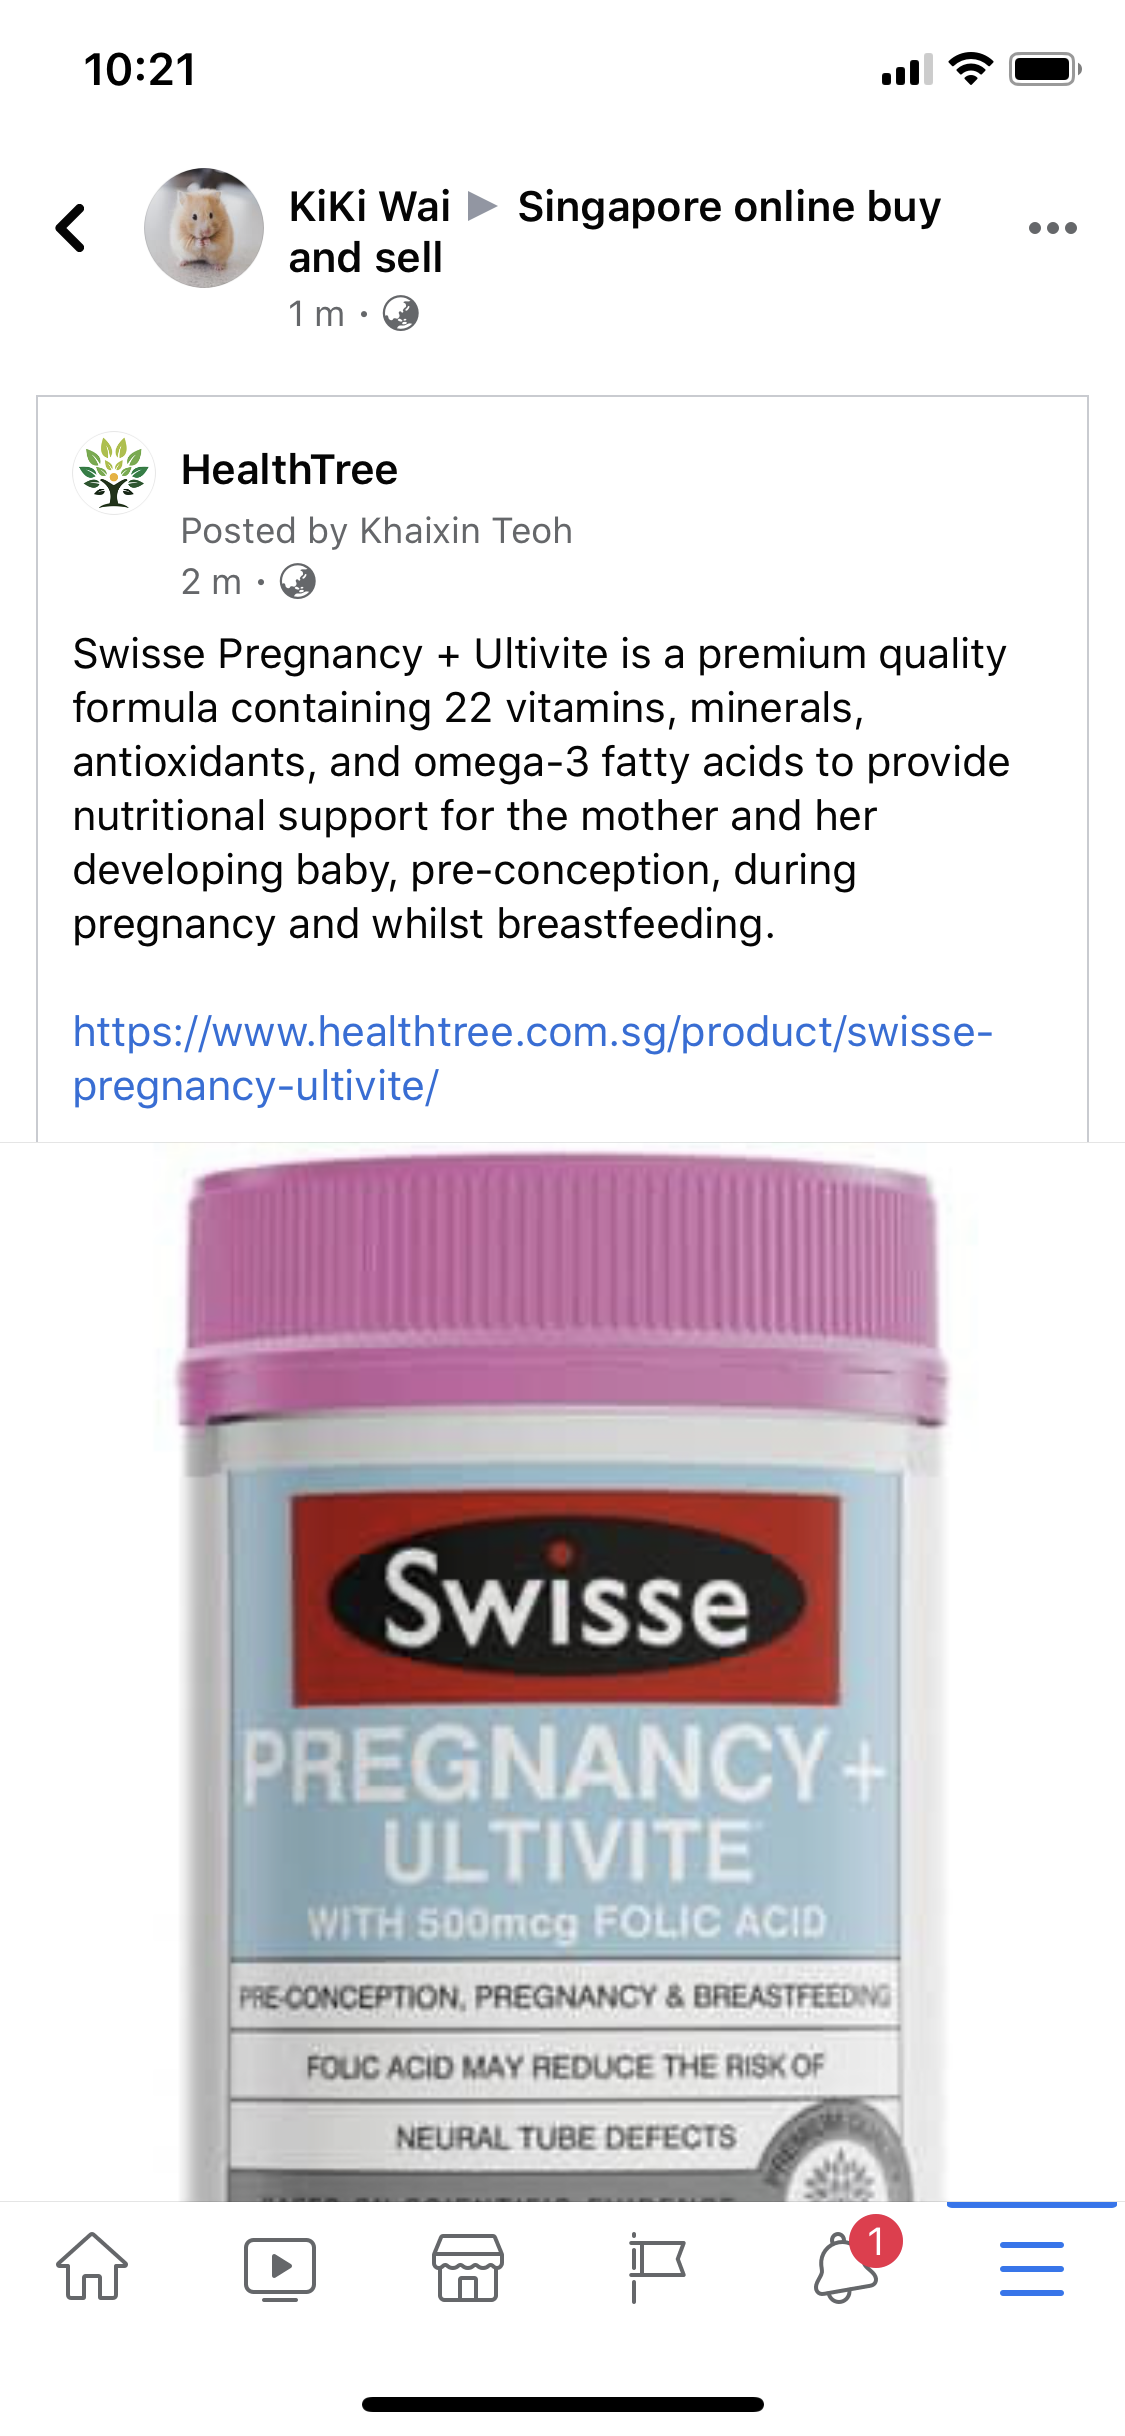 10:21
KiKi Wai ▶ Singapore online buy
and sell
1 m ·
HealthTree
Posted by Khaixin Teoh
2 m ·
Swisse Pregnancy + Ultivite is a premium quality
formula containing 22 vitamins, minerals,
antioxidants, and omega-3 fatty acids to provide
nutritional support for the mother and her
developing baby, pre-conception, during
pregnancy and whilst breastfeeding.
https://www.healthtree.com.sg/product/swisse-
pregnancy-ultivite/
Swisse
PREGNANCY+
ULTIVITE
WITH 500mcg FOLIC ACID
PRE-CONCEPTION, PREGNANCY & BREASTFEEDING
FOLIC ACID MAY REDUCE THE RISK OF
NEURAL TUBE DEFECTS
1